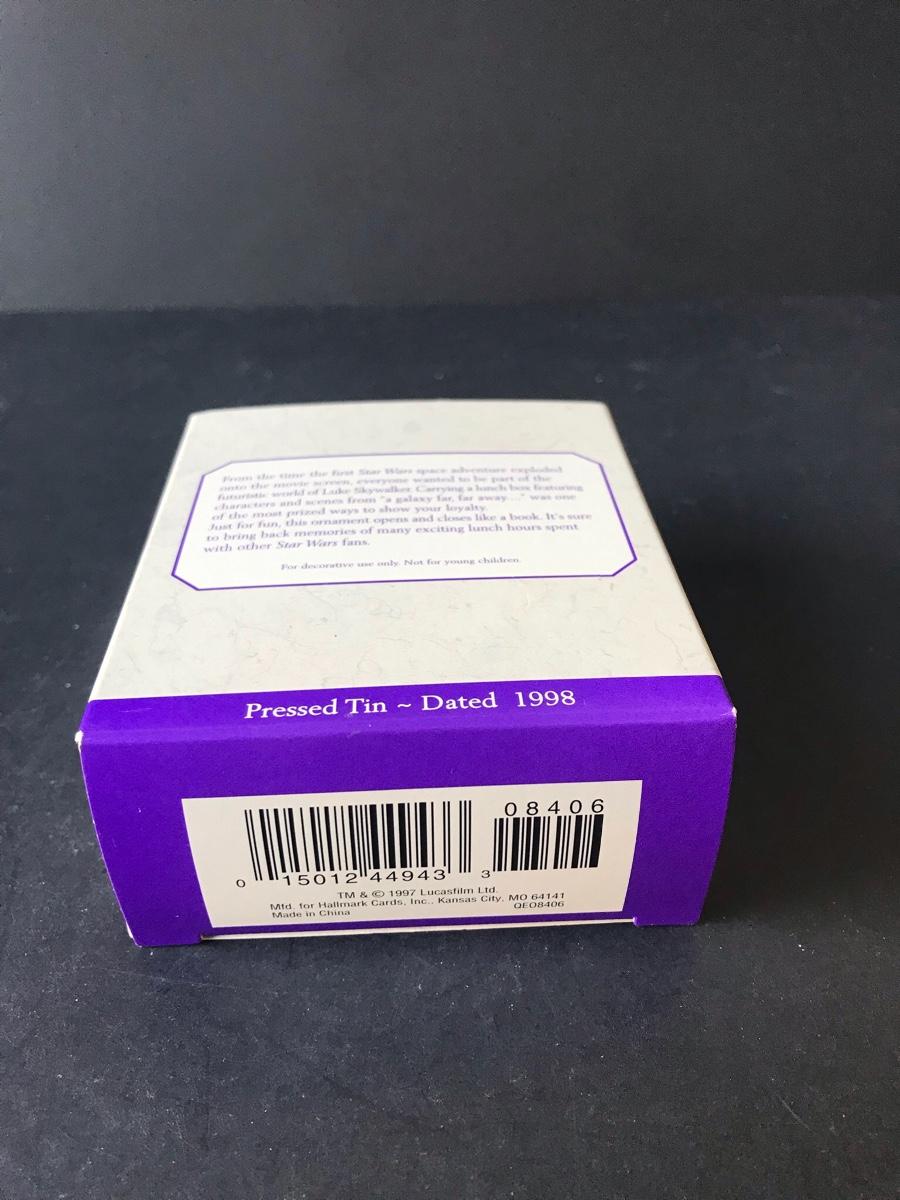 From the time the first Star Wars space adventure exploded
onto the movie screen, everyone wanted to be part of the
futuristic world of Luke Skywalker. Carrying a lunch box featuring
characters and scenes from "a galaxy far, far away..." was one
of the most prized ways to show your loyalty.
Just for fun, this ornament opens and closes like a book. It's sure
to bring back memories of many exciting lunch hours spent
with other Star Wars fans.
For decorative use only. Not for young children.
Pressed Tin ~ Dated 1998
08406
0 15012 44943 3
TM & © 1997 Lucasfilm Ltd.
Mfd. for Hallmark Cards, Inc., Kansas City, MO 64141
Made in China QEO8406